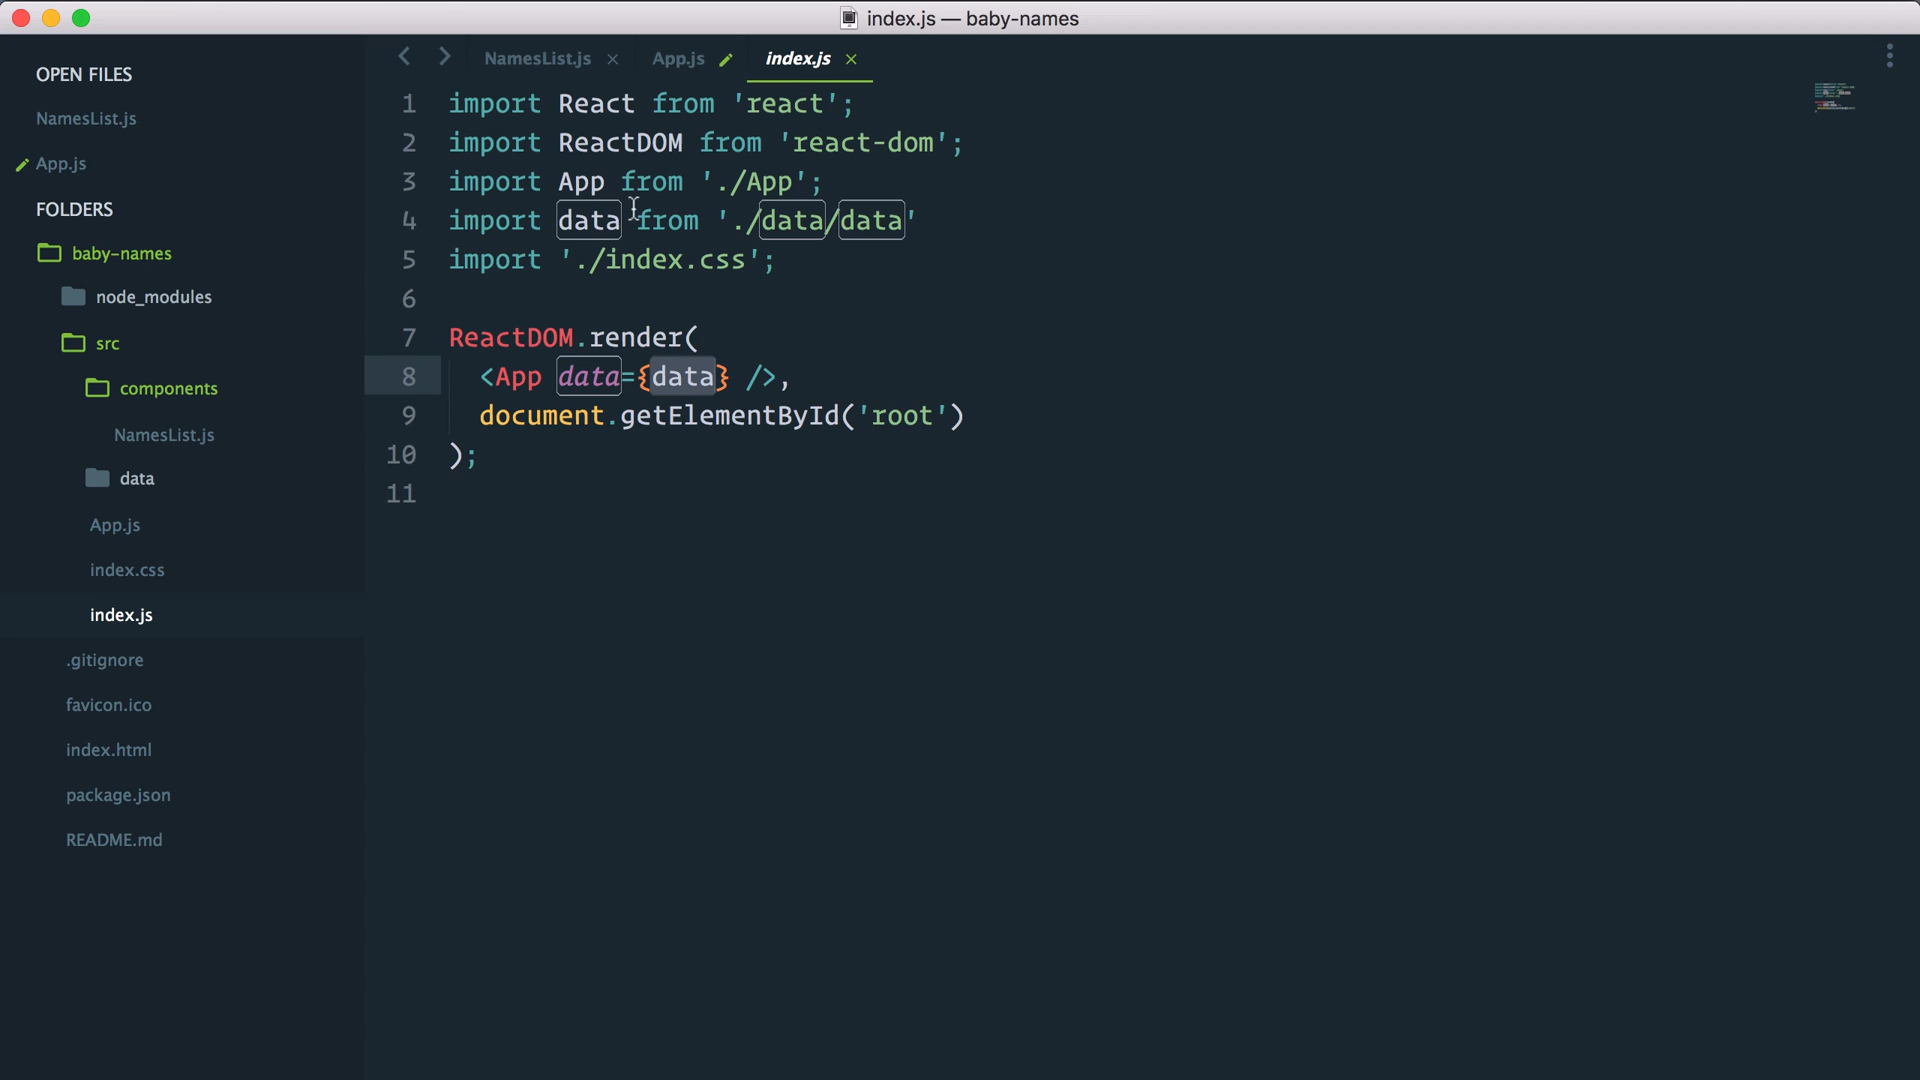 index.js — baby-names
OPEN FILES
NamesList.js
App.js
FOLDERS
baby-names
node_modules
src
components
NamesList.js
data
App.js
index.css
index.js
.gitignore
favicon.ico
index.html
package.json
README.md
NamesList.js × App.js index.js ×
1 import React from 'react';
2 import ReactDOM from 'react-dom';
3 import App from './App';
4 import data from './data/data'
5 import './index.css';
6
7 ReactDOM.render(
8 <App data={data} />,
9 document.getElementById('root')
10 );
11